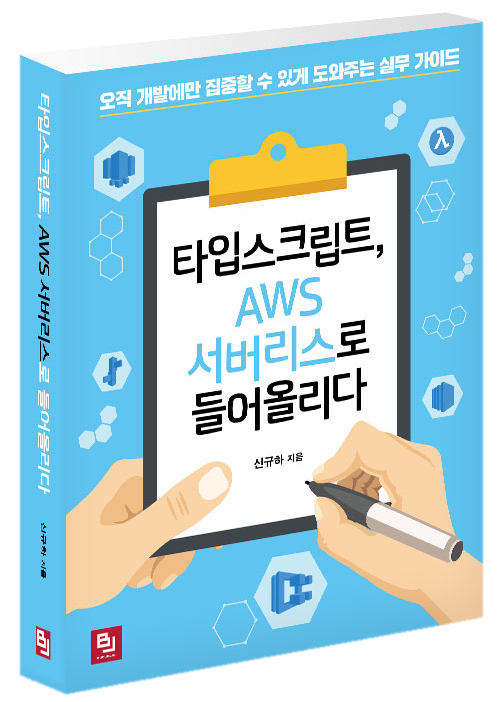 오직 개발에만 집중할 수 있게 도와주는 실무 가이드
타입스크립트,
AWS
서버리스로
들어올리다
신규하 지음
BJ
타입스크립트, AWS 서버리스로 들어올리다
신규하 지음
BJ
λ